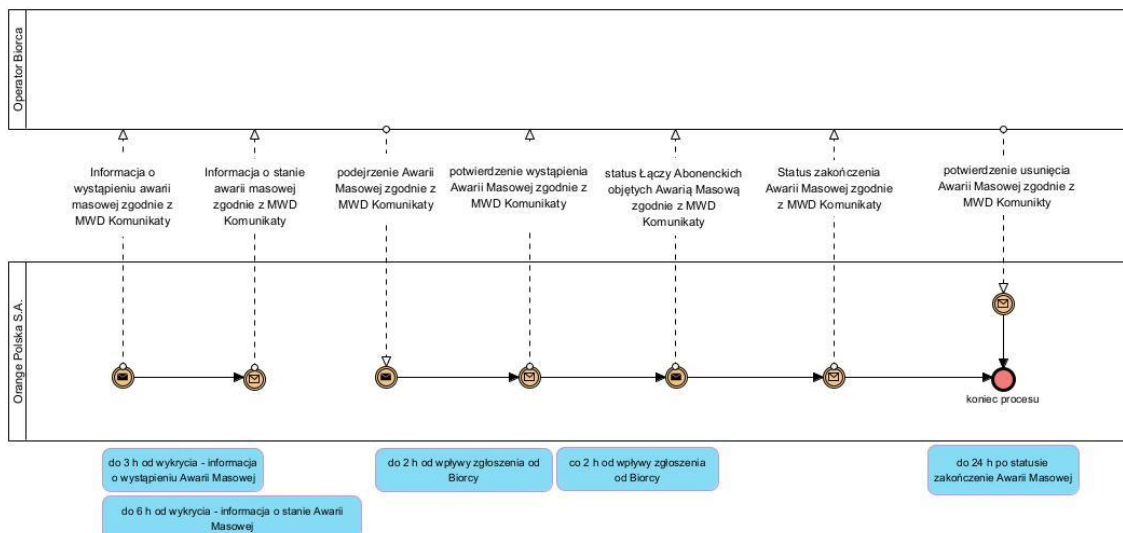 Operator Biorca
Informacja o
wystąpieniu awarii
masowej zgodnie z
MWD Komunikaty
Informacja o stanie
awarii masowej
zgodnie z MWD
Komunikaty
podejrzenie Awarii
Masowej zgodnie z
MWD Komunikaty
potwierdzenie wystąpienia
Awarii Masowej zgodnie z
MWD Komunikaty
status Łączy Abonenckich
objętych Awarią Masową
zgodnie z MWD
Komunikaty
Status zakończenia
Awarii Masowej zgodnie
z MWD Komunikaty
potwierdzenie usunięcia
Awarii Masowej zgodnie z
MWD Komunikty
Orange Polska S.A.
koniec procesu
do 3 h od wykrycia - informacja
o wystąpieniu Awarii Masowej
do 6 h od wykrycia - informacja o stanie Awarii
Masowej
do 2 h od wpływy zgłoszenia od
Biorcy
co 2 h od wpływy zgłoszenia
od Biorcy
do 24 h po statusie
zakończenie Awarii Masowej